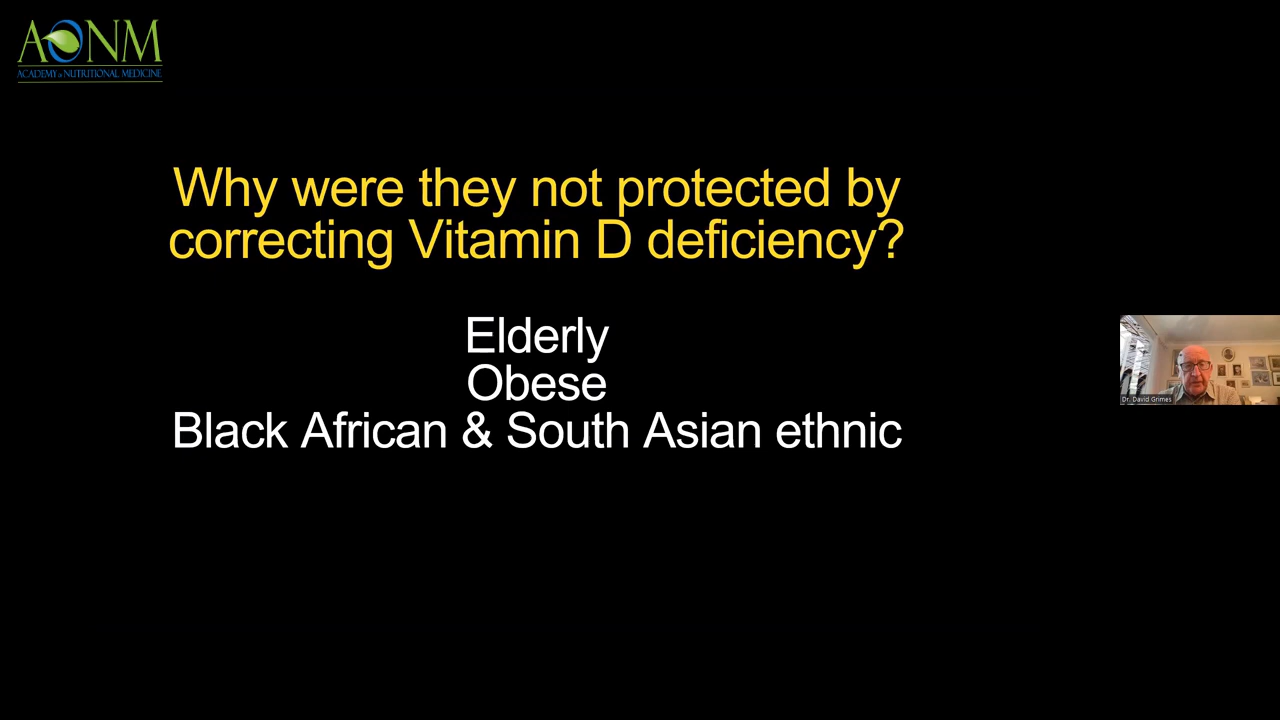 AONM
ACADEMY of NUTRITIONAL MEDICINE
Why were they not protected by
correcting Vitamin D deficiency?
Elderly
Obese
Black African & South Asian ethnic
Dr. David Grimes